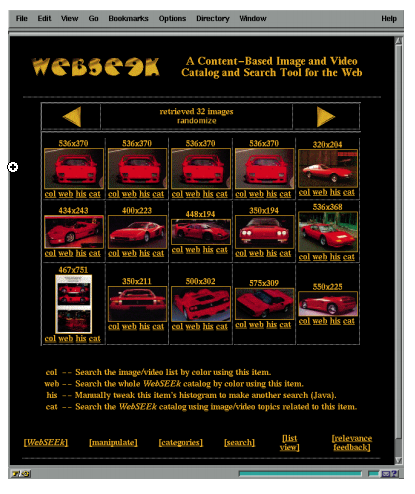 File Edit View Go Bookmarks Options Directory Window Help
WEBSEEK
A Content-Based Image and Video
Catalog and Search Tool for the Web
retrieved 32 images
randomize
536x370 536x370 536x370 536x370 320x204
col web his cat col web his cat col web his cat col web his cat col web his cat
434x243 400x223 448x194 350x194 536x368
col web his cat col web his cat col web his cat col web his cat col web his cat
467x751 350x211 500x302 575x309 550x225
col web his cat col web his cat col web his cat col web his cat col web his cat
col -- Search the image/video list by color using this item.
web -- Search the whole WebSEEk catalog by color using this item.
his -- Manually tweak this item's histogram to make another search (Java).
cat -- Search the WebSEEk catalog using image/video topics related to this item.
[WebSEEk] [manipulate] [categories] [search] [list view] [relevance feedback]